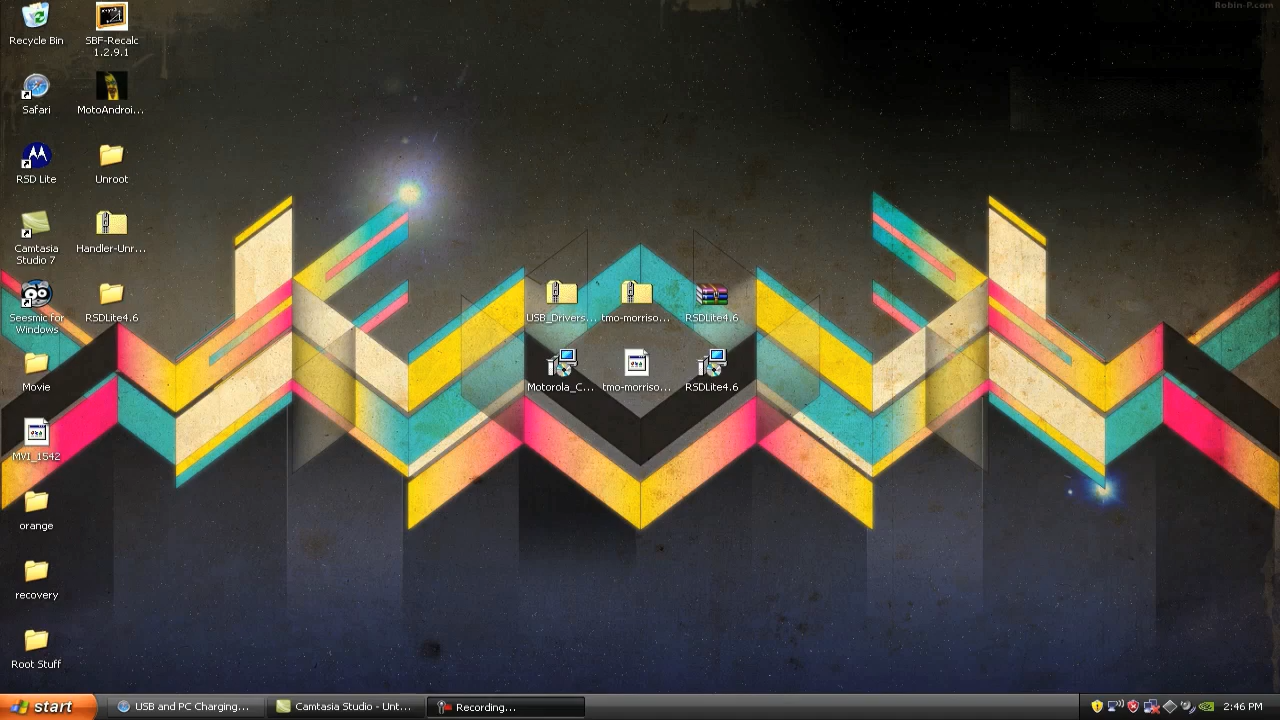 Robin-P.com
Recycle Bin
SBF-Recalc
1.2.9.1
Safari
MotoAndroi...
RSD Lite
Unroot
Camtasia
Studio 7
Handler-Unr...
Seesmic for
Windows
RSDLite4.6
USB_Drivers...
tmo-morriso...
RSDLite4.6
Movie
Motorola_C...
tmo-morriso...
RSDLite4.6
MVI_1542
orange
recovery
Root Stuff
start
USB and PC Charging...
Camtasia Studio - Unt...
Recording...
2:46 PM